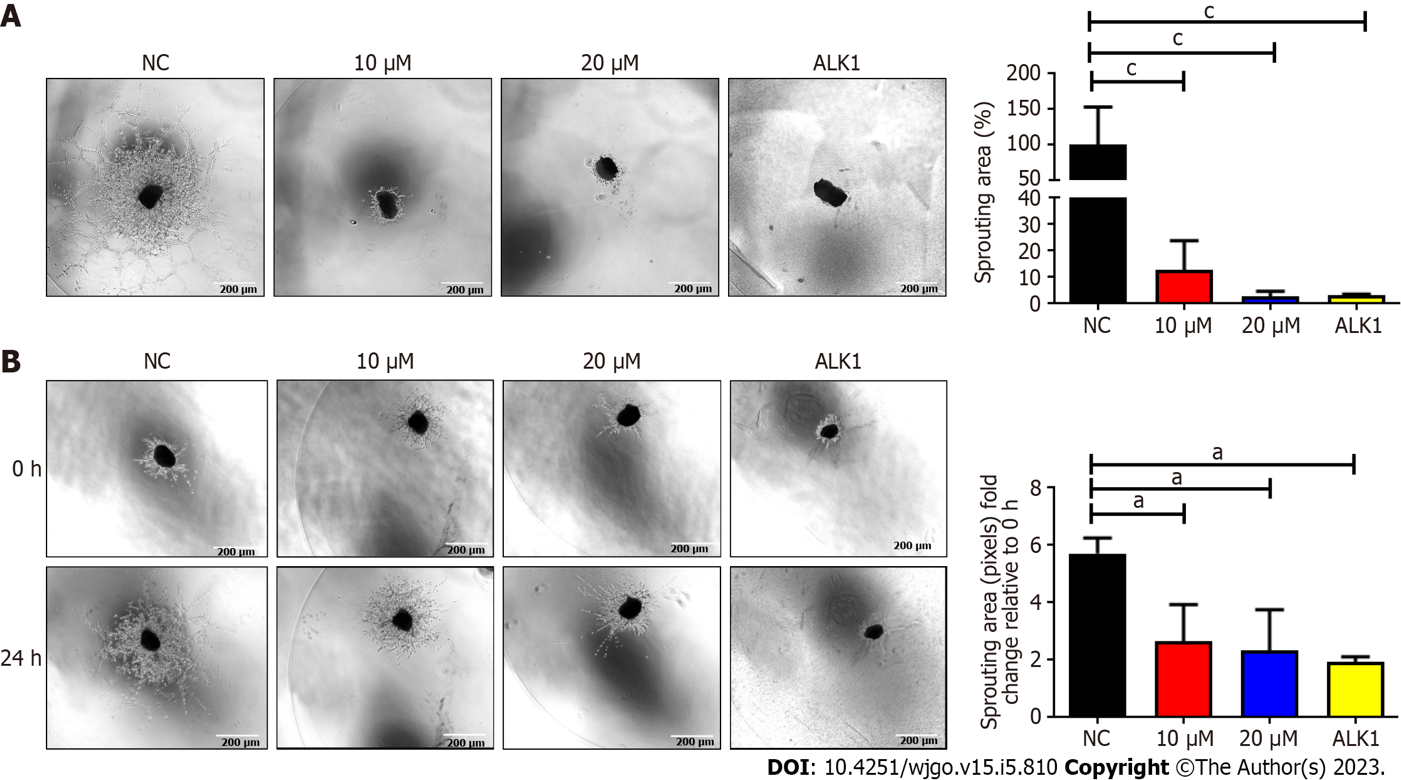 A
NC
10 µM
20 µM
ALK1
200 µm
200 µm
200 µm
200 µm
c
c
c
Sprouting area (%)
200
150
100
50
40
30
20
10
0
NC
10 µM
20 µM
ALK1
B
NC
10 µM
20 µM
ALK1
0 h
200 µm
200 µm
200 µm
200 µm
24 h
200 µm
200 µm
200 µm
200 µm
a
a
a
Sprouting area (pixels) fold
change relative to 0 h
8
6
4
2
0
NC
10 µM
20 µM
ALK1
DOI: 10.4251/wjgo.v15.i5.810 Copyright ©The Author(s) 2023.